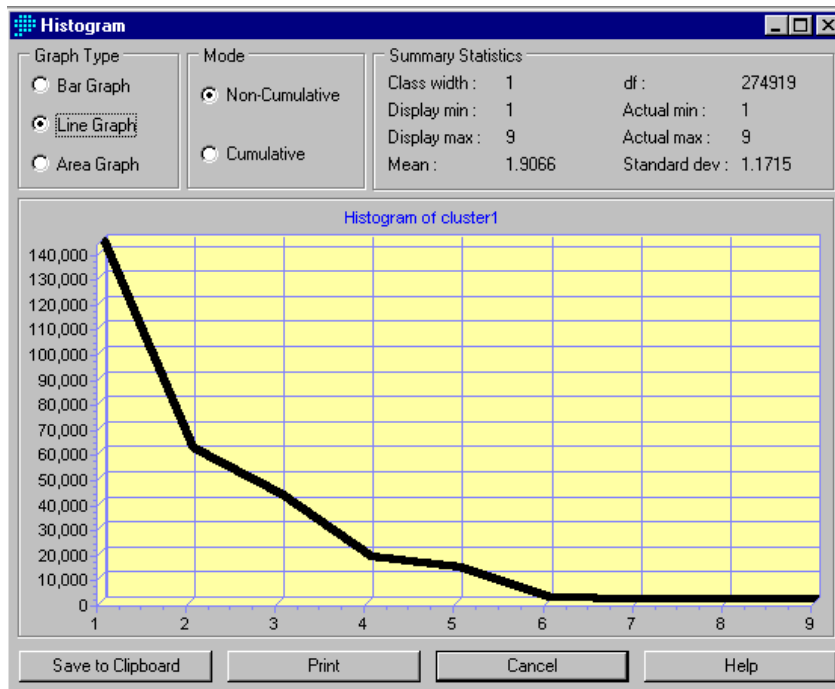 Histogram
Graph Type
Bar Graph
Line Graph
Area Graph
Mode
Non-Cumulative
Cumulative
Summary Statistics
Class width : 1 df : 274919
Display min : 1 Actual min : 1
Display max : 9 Actual max : 9
Mean : 1.9066 Standard dev : 1.1715
Histogram of cluster1
140,000
130,000
120,000
110,000
100,000
90,000
80,000
70,000
60,000
50,000
40,000
30,000
20,000
10,000
0
1 2 3 4 5 6 7 8 9
Save to Clipboard Print Cancel Help